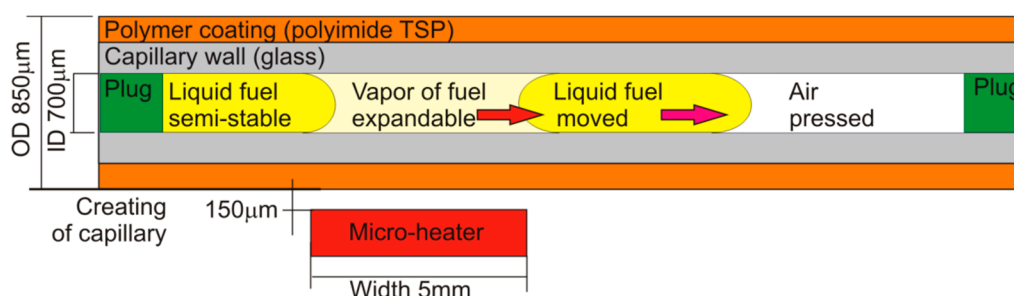 Polymer coating (polyimide TSP)
Capillary wall (glass)
OD 850μm
ID 700μm
Plug
Liquid fuel
semi-stable
Vapor of fuel
expandable
Liquid fuel
moved
Air
pressed
Plug
Creating
of capillary
150μm
Micro-heater
Width 5mm